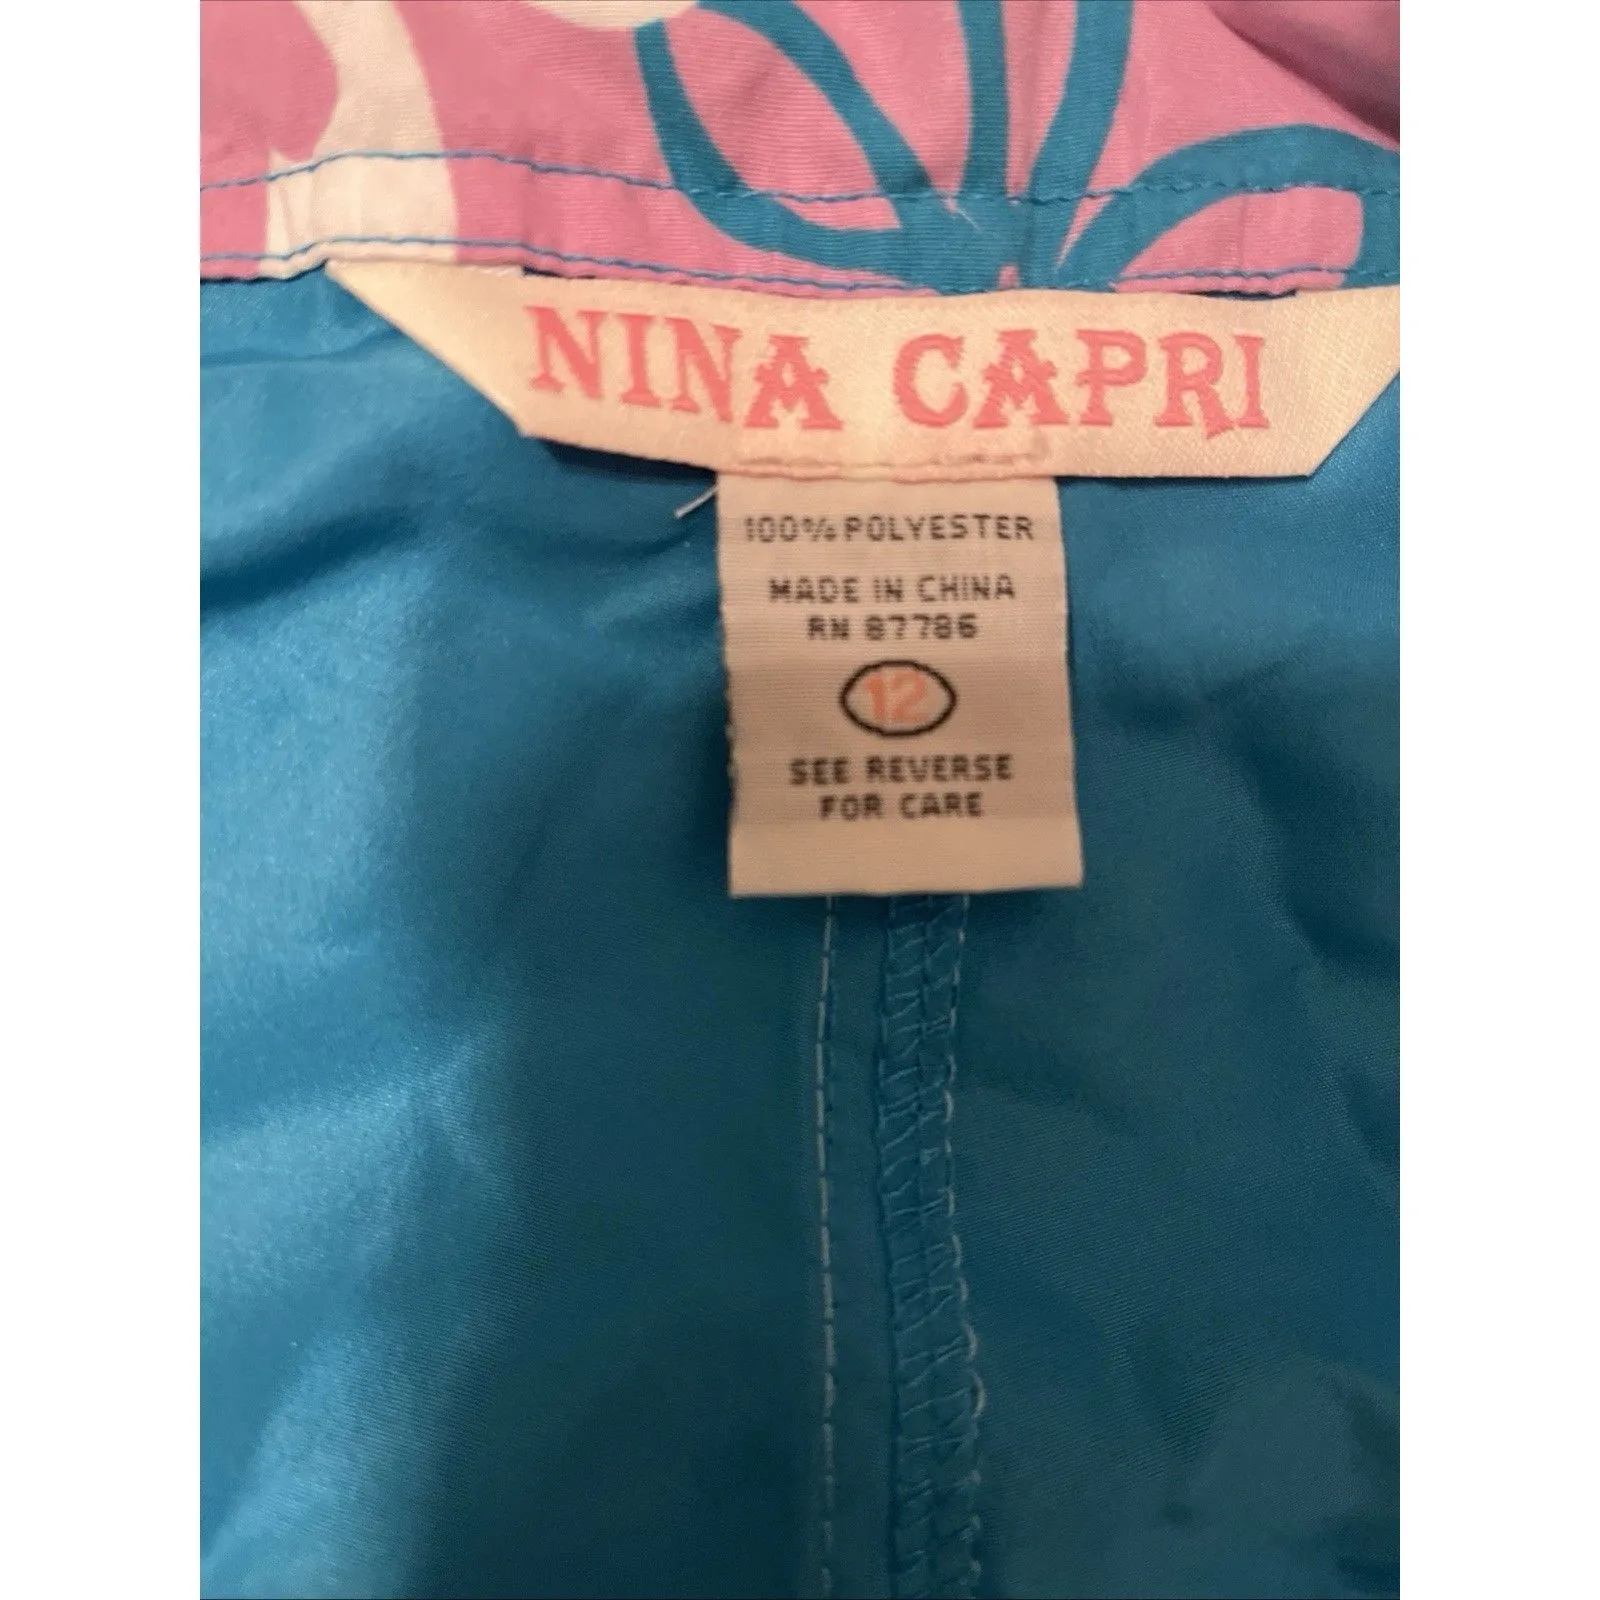 NINA CAPRI
100% POLYESTER
MADE IN CHINA
RN 87786
12
SEE REVERSE
FOR CARE